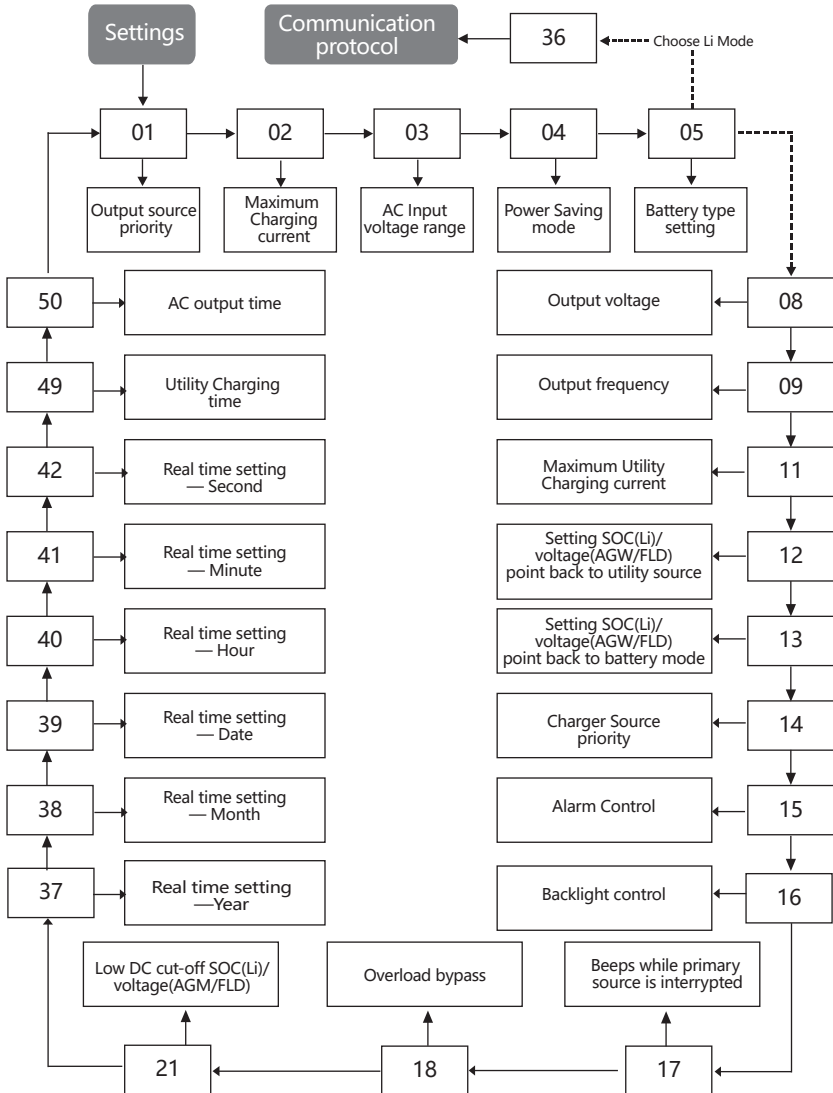 Settings
Communication
protocol
36
Choose Li Mode
01
02
03
04
05
Output source
priority
Maximum
Charging
current
AC Input
voltage range
Power Saving
mode
Battery type
setting
50
AC output time
Output voltage
08
49
Utility Charging
time
Output frequency
09
42
Real time setting
— Second
Maximum Utility
Charging current
11
41
Real time setting
— Minute
Setting SOC(Li)/
voltage(AGW/FLD)
point back to utility source
12
40
Real time setting
— Hour
Setting SOC(Li)/
voltage(AGW/FLD)
point back to battery mode
13
39
Real time setting
— Date
Charger Source
priority
14
38
Real time setting
— Month
Alarm Control
15
37
Real time setting
—Year
Backlight control
16
Low DC cut-off SOC(Li)/
voltage(AGM/FLD)
Overload bypass
Beeps while primary
source is interrupted
21
18
17